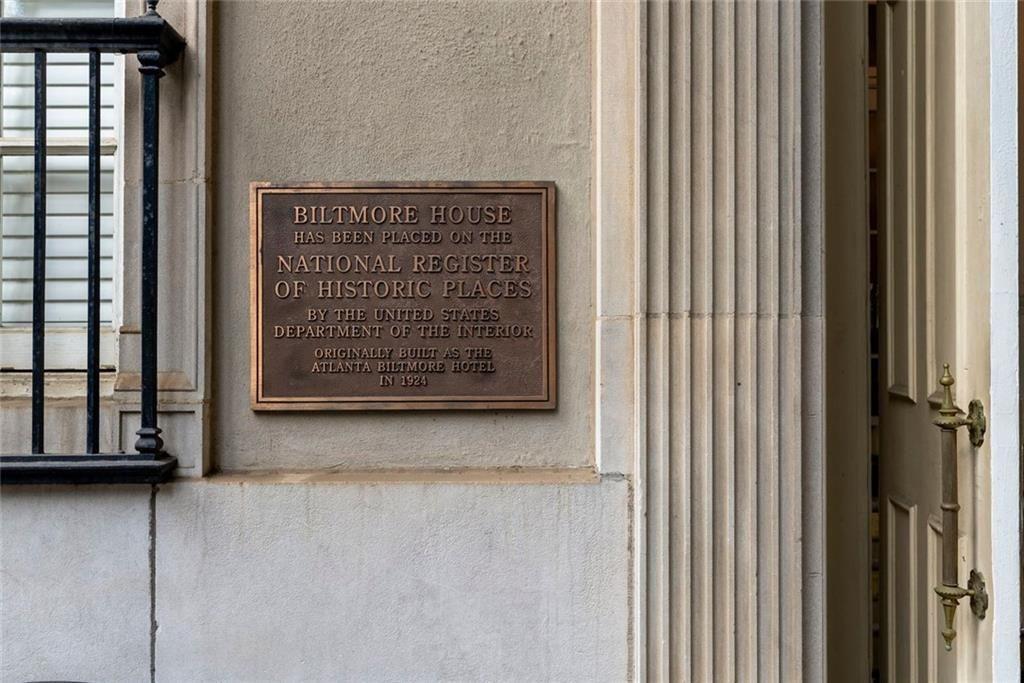 BILTMORE HOUSE
HAS BEEN PLACED ON THE
NATIONAL REGISTER
OF HISTORIC PLACES
BY THE UNITED STATES
DEPARTMENT OF THE INTERIOR
ORIGINALLY BUILT AS THE
ATLANTA BILTMORE HOTEL
IN 1924